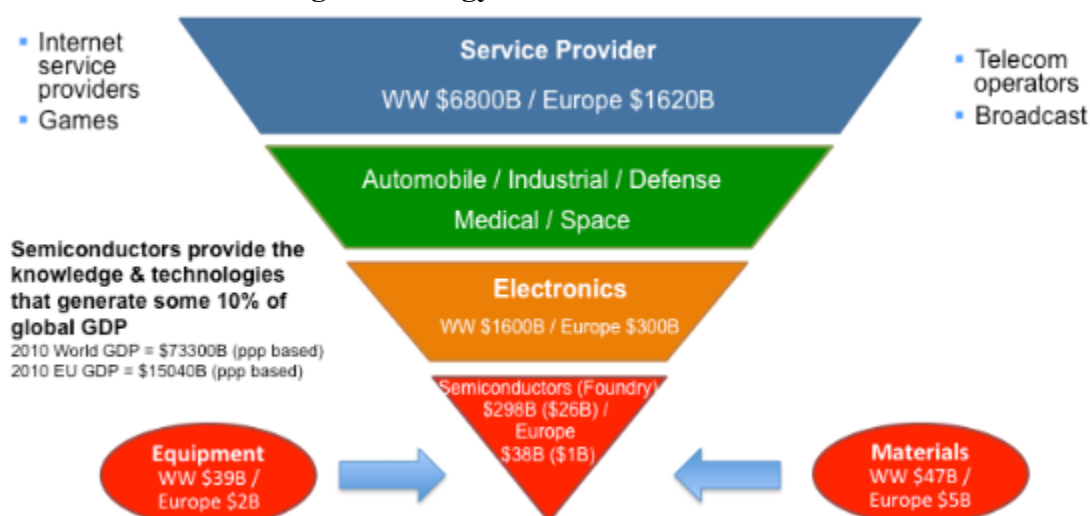 Internet
service
providers
Games
Service Provider
WW $6800B / Europe $1620B
Telecom
operators
Broadcast
Automobile / Industrial / Defense
Medical / Space
Semiconductors provide the
knowledge & technologies
that generate some 10% of
global GDP
2010 World GDP = $73300B (ppp based)
2010 EU GDP = $15040B (ppp based)
Electronics
WW $1600B / Europe $300B
Semiconductors (Foundry)
$298B ($26B) /
Europe
$38B ($1B)
Equipment
WW $39B /
Europe $2B
Materials
WW $47B /
Europe $5B